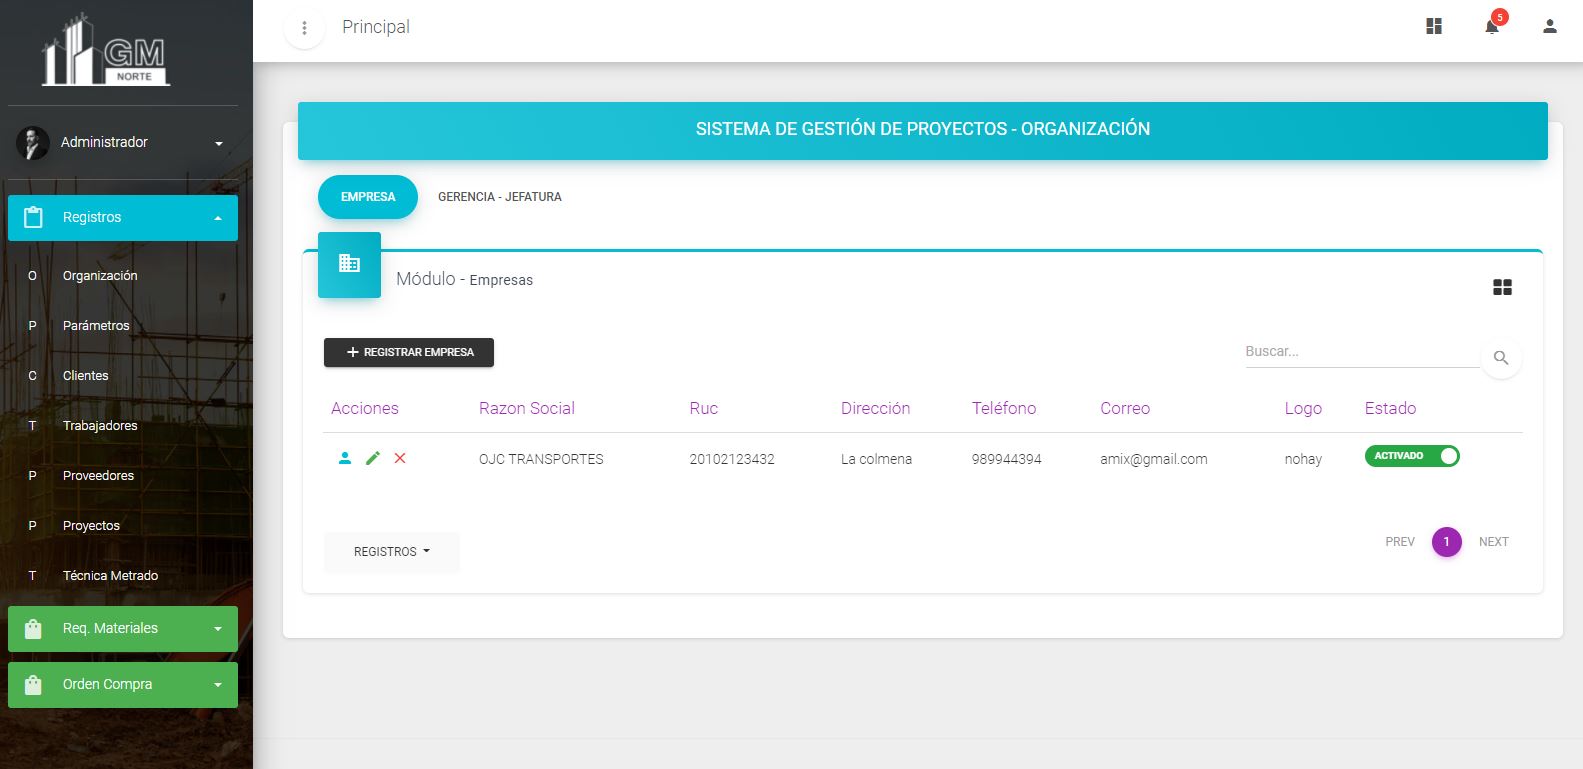 GM
NORTE
Administrador
Registros
O Organización
P Parámetros
C Clientes
T Trabajadores
P Proveedores
P Proyectos
T Técnica Metrado
Req. Materiales
Orden Compra
Principal
5
SISTEMA DE GESTIÓN DE PROYECTOS - ORGANIZACIÓN
EMPRESA GERENCIA - JEFATURA
Módulo - Empresas
+ REGISTRAR EMPRESA
Buscar...
Acciones Razon Social Ruc Dirección Teléfono Correo Logo Estado
OJC TRANSPORTES 20102123432 La colmena 989944394 amix@gmail.com nohay ACTIVADO
REGISTROS
PREV 1 NEXT